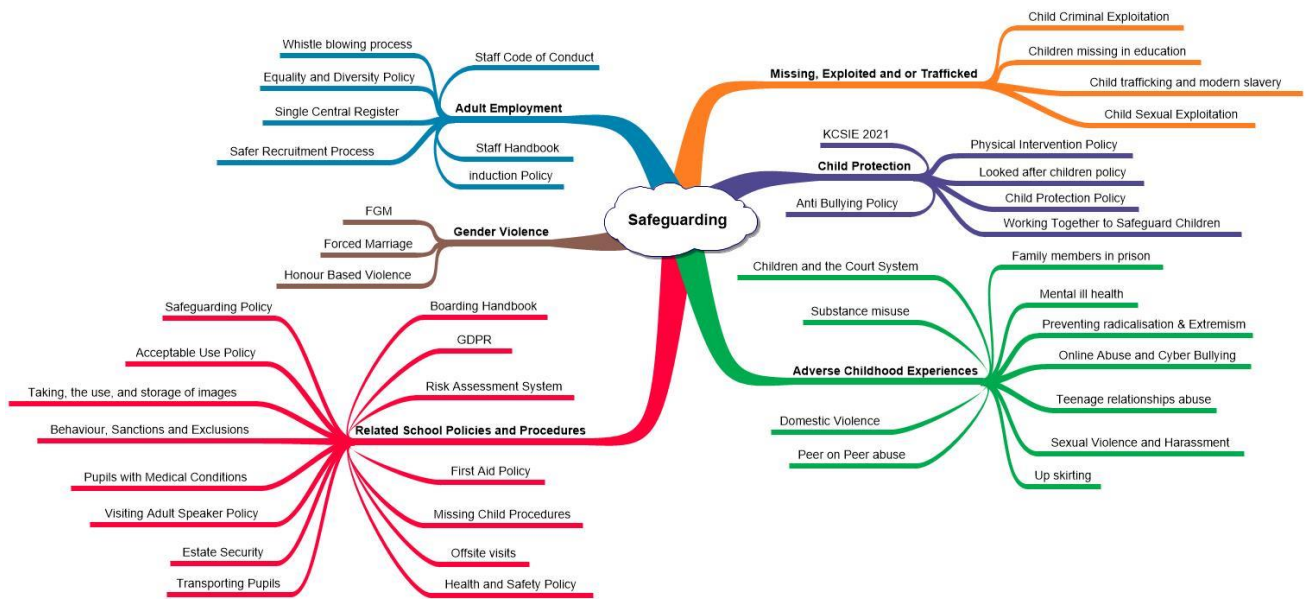 Safeguarding
Adult Employment
Whistle blowing process
Equality and Diversity Policy
Single Central Register
Safer Recruitment Process
Staff Code of Conduct
Staff Handbook
induction Policy
Gender Violence
FGM
Forced Marriage
Honour Based Violence
Related School Policies and Procedures
Safeguarding Policy
Acceptable Use Policy
Taking, the use, and storage of images
Behaviour, Sanctions and Exclusions
Pupils with Medical Conditions
Visiting Adult Speaker Policy
Estate Security
Transporting Pupils
Boarding Handbook
GDPR
Risk Assessment System
First Aid Policy
Missing Child Procedures
Offsite visits
Health and Safety Policy
Missing, Exploited and or Trafficked
Child Criminal Exploitation
Children missing in education
Child trafficking and modern slavery
Child Sexual Exploitation
Child Protection
KCSIE 2021
Anti Bullying Policy
Physical Intervention Policy
Looked after children policy
Child Protection Policy
Working Together to Safeguard Children
Adverse Childhood Experiences
Children and the Court System
Substance misuse
Domestic Violence
Peer on Peer abuse
Family members in prison
Mental ill health
Preventing radicalisation & Extremism
Online Abuse and Cyber Bullying
Teenage relationships abuse
Sexual Violence and Harassment
Up skirting